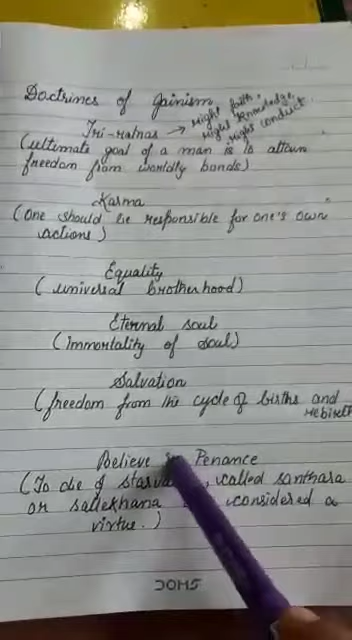 Doctrines of Jainism
Tri-ratnas → Right faith,
Right knowledge,
Right conduct.
(ultimate goal of a man is to attain
freedom from worldly bonds)
Karma
(One should be responsible for one's own
actions)
Equality
(universal brotherhood)
Eternal soul
(Immortality of soul)
Salvation
(freedom from the cycle of births and
rebirth
Believe Penance
(To die of called santhara
or sallekhana considered a
virtue.)
DOMS